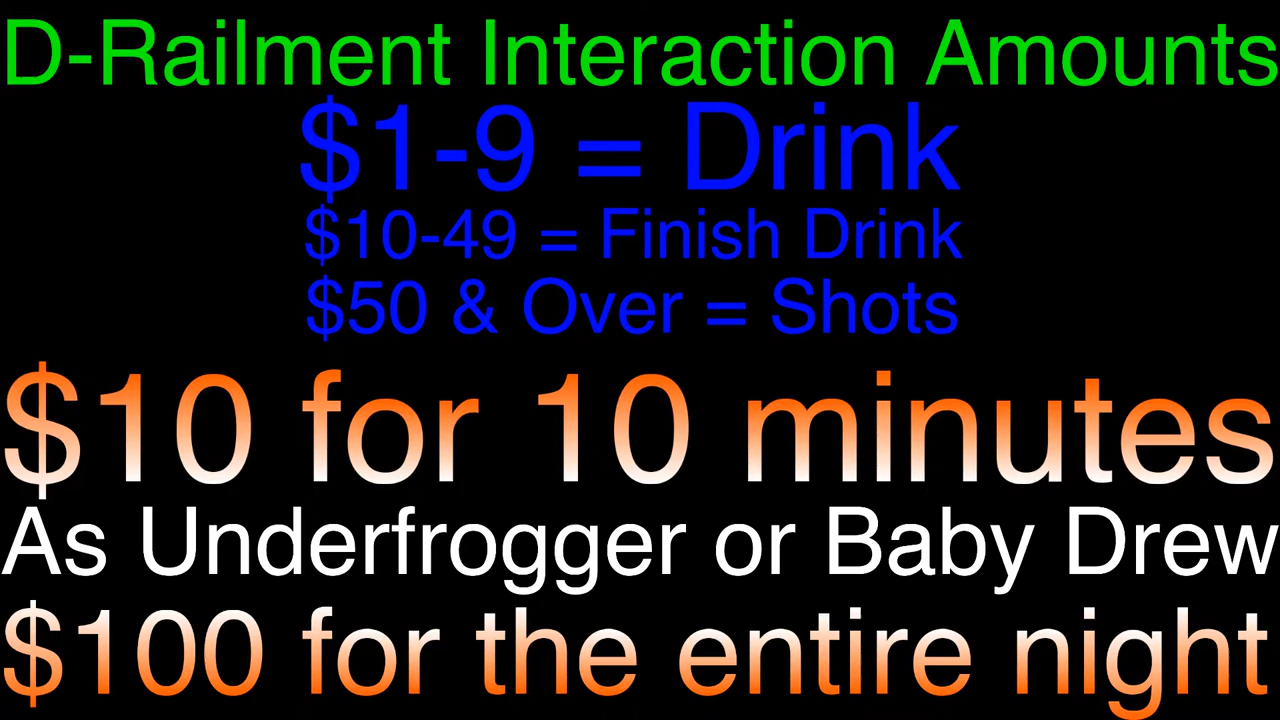 D-Railment Interaction Amounts
$1-9 = Drink
$10-49 = Finish Drink
$50 & Over = Shots
$10 for 10 minutes
As Underfrogger or Baby Drew
$100 for the entire night